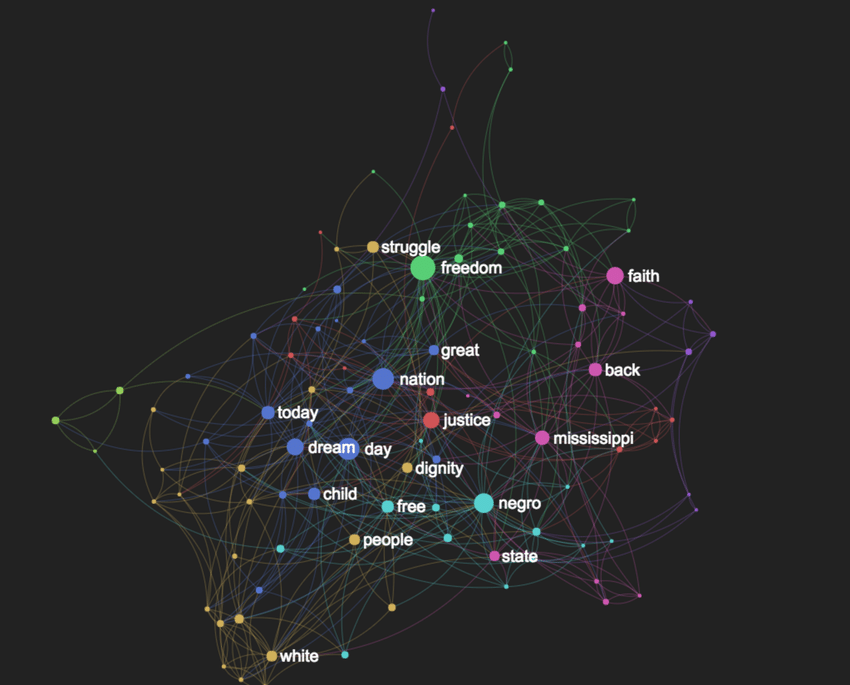 struggle
freedom
faith
great
back
nation
today
justice
mississippi
dream
day
dignity
child
free
negro
people
state
white